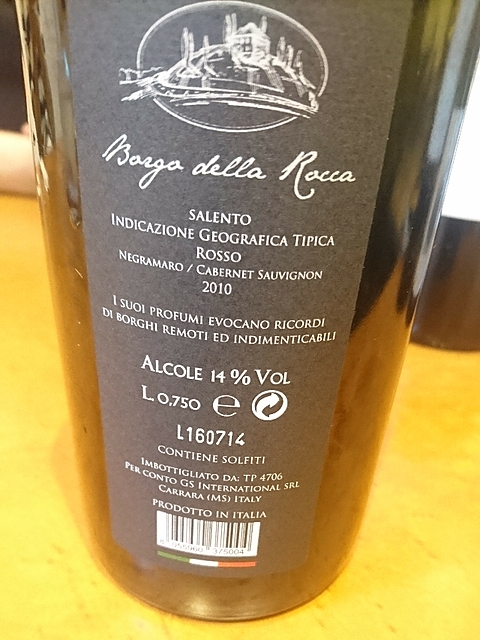 Borgo della Rocca
SALENTO
INDICAZIONE GEOGRAFICA TIPICA
ROSSO
NEGRAMARO / CABERNET SAUVIGNON
2010
I SUOI PROFUMI EVOCANO RICORDI
DI BORGHI REMOTI ED INDIMENTICABILI
ALCOLE 14 % VOL
L 0,750 ℮
L160714
CONTIENE SOLFITI
IMBOTTIGLIATO DA: TP 4706
PER CONTO GS INTERNATIONAL SRL
CARRARA (MS) ITALY
PRODOTTO IN ITALIA